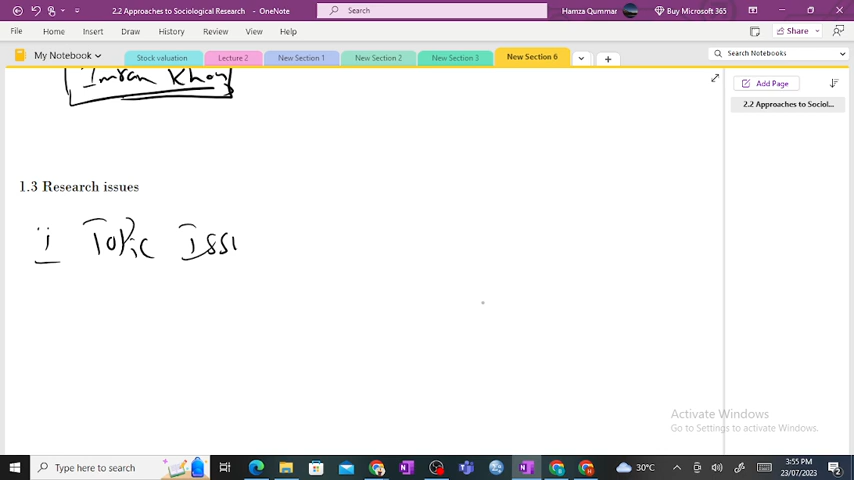 2.2 Approaches to Sociological Research - OneNote
Search
Hamza Qummar
Buy Microsoft 365
File Home Insert Draw History Review View Help
Share
My Notebook
Stock valuation
Lecture 2
New Section 1
New Section 2
New Section 3
New Section 6
+
Search Notebooks
Imran Khan
Add Page
2.2 Approaches to Sociol...
1.3 Research issues
i Topic Issu
Activate Windows
Go to Settings to activate Windows.
Type here to search
30°C
3:55 PM
23/07/2023
2